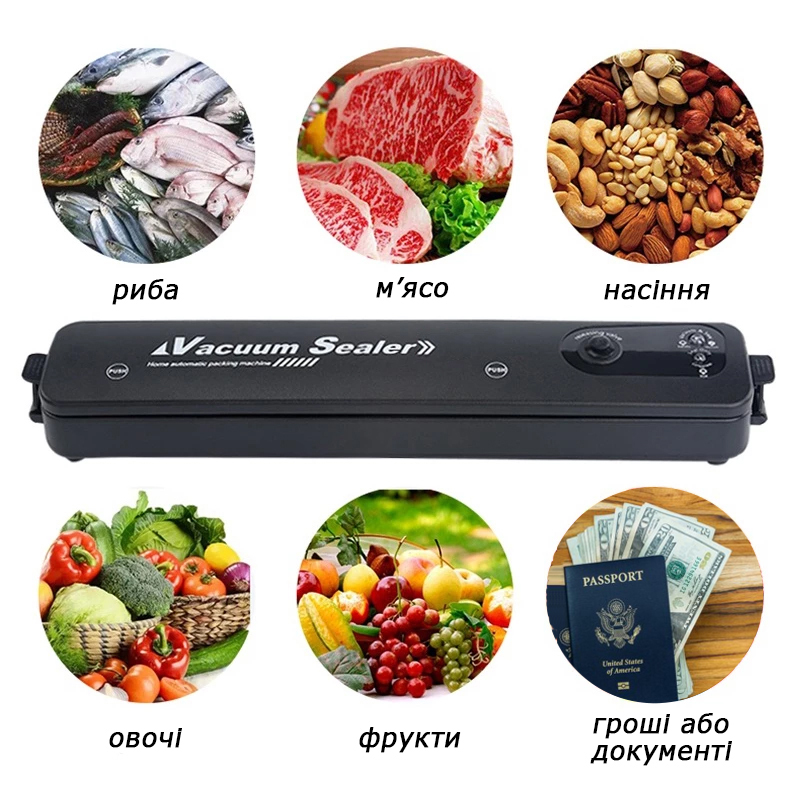 риба
м’ясо
насіння
Vacuum Sealer
Home automatic packing machine
PUSH
PUSH
овочі
фрукти
PASSPORT
United States
of America
гроші або
документі